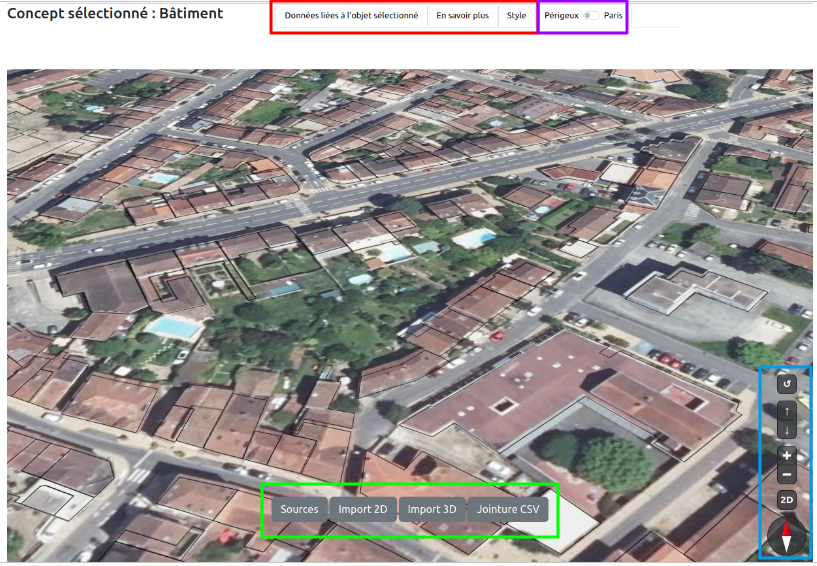 Concept sélectionné : Bâtiment
Données liées à l'objet sélectionné En savoir plus Style Périgeux Paris
2D
Sources Import 2D Import 3D Jointure CSV